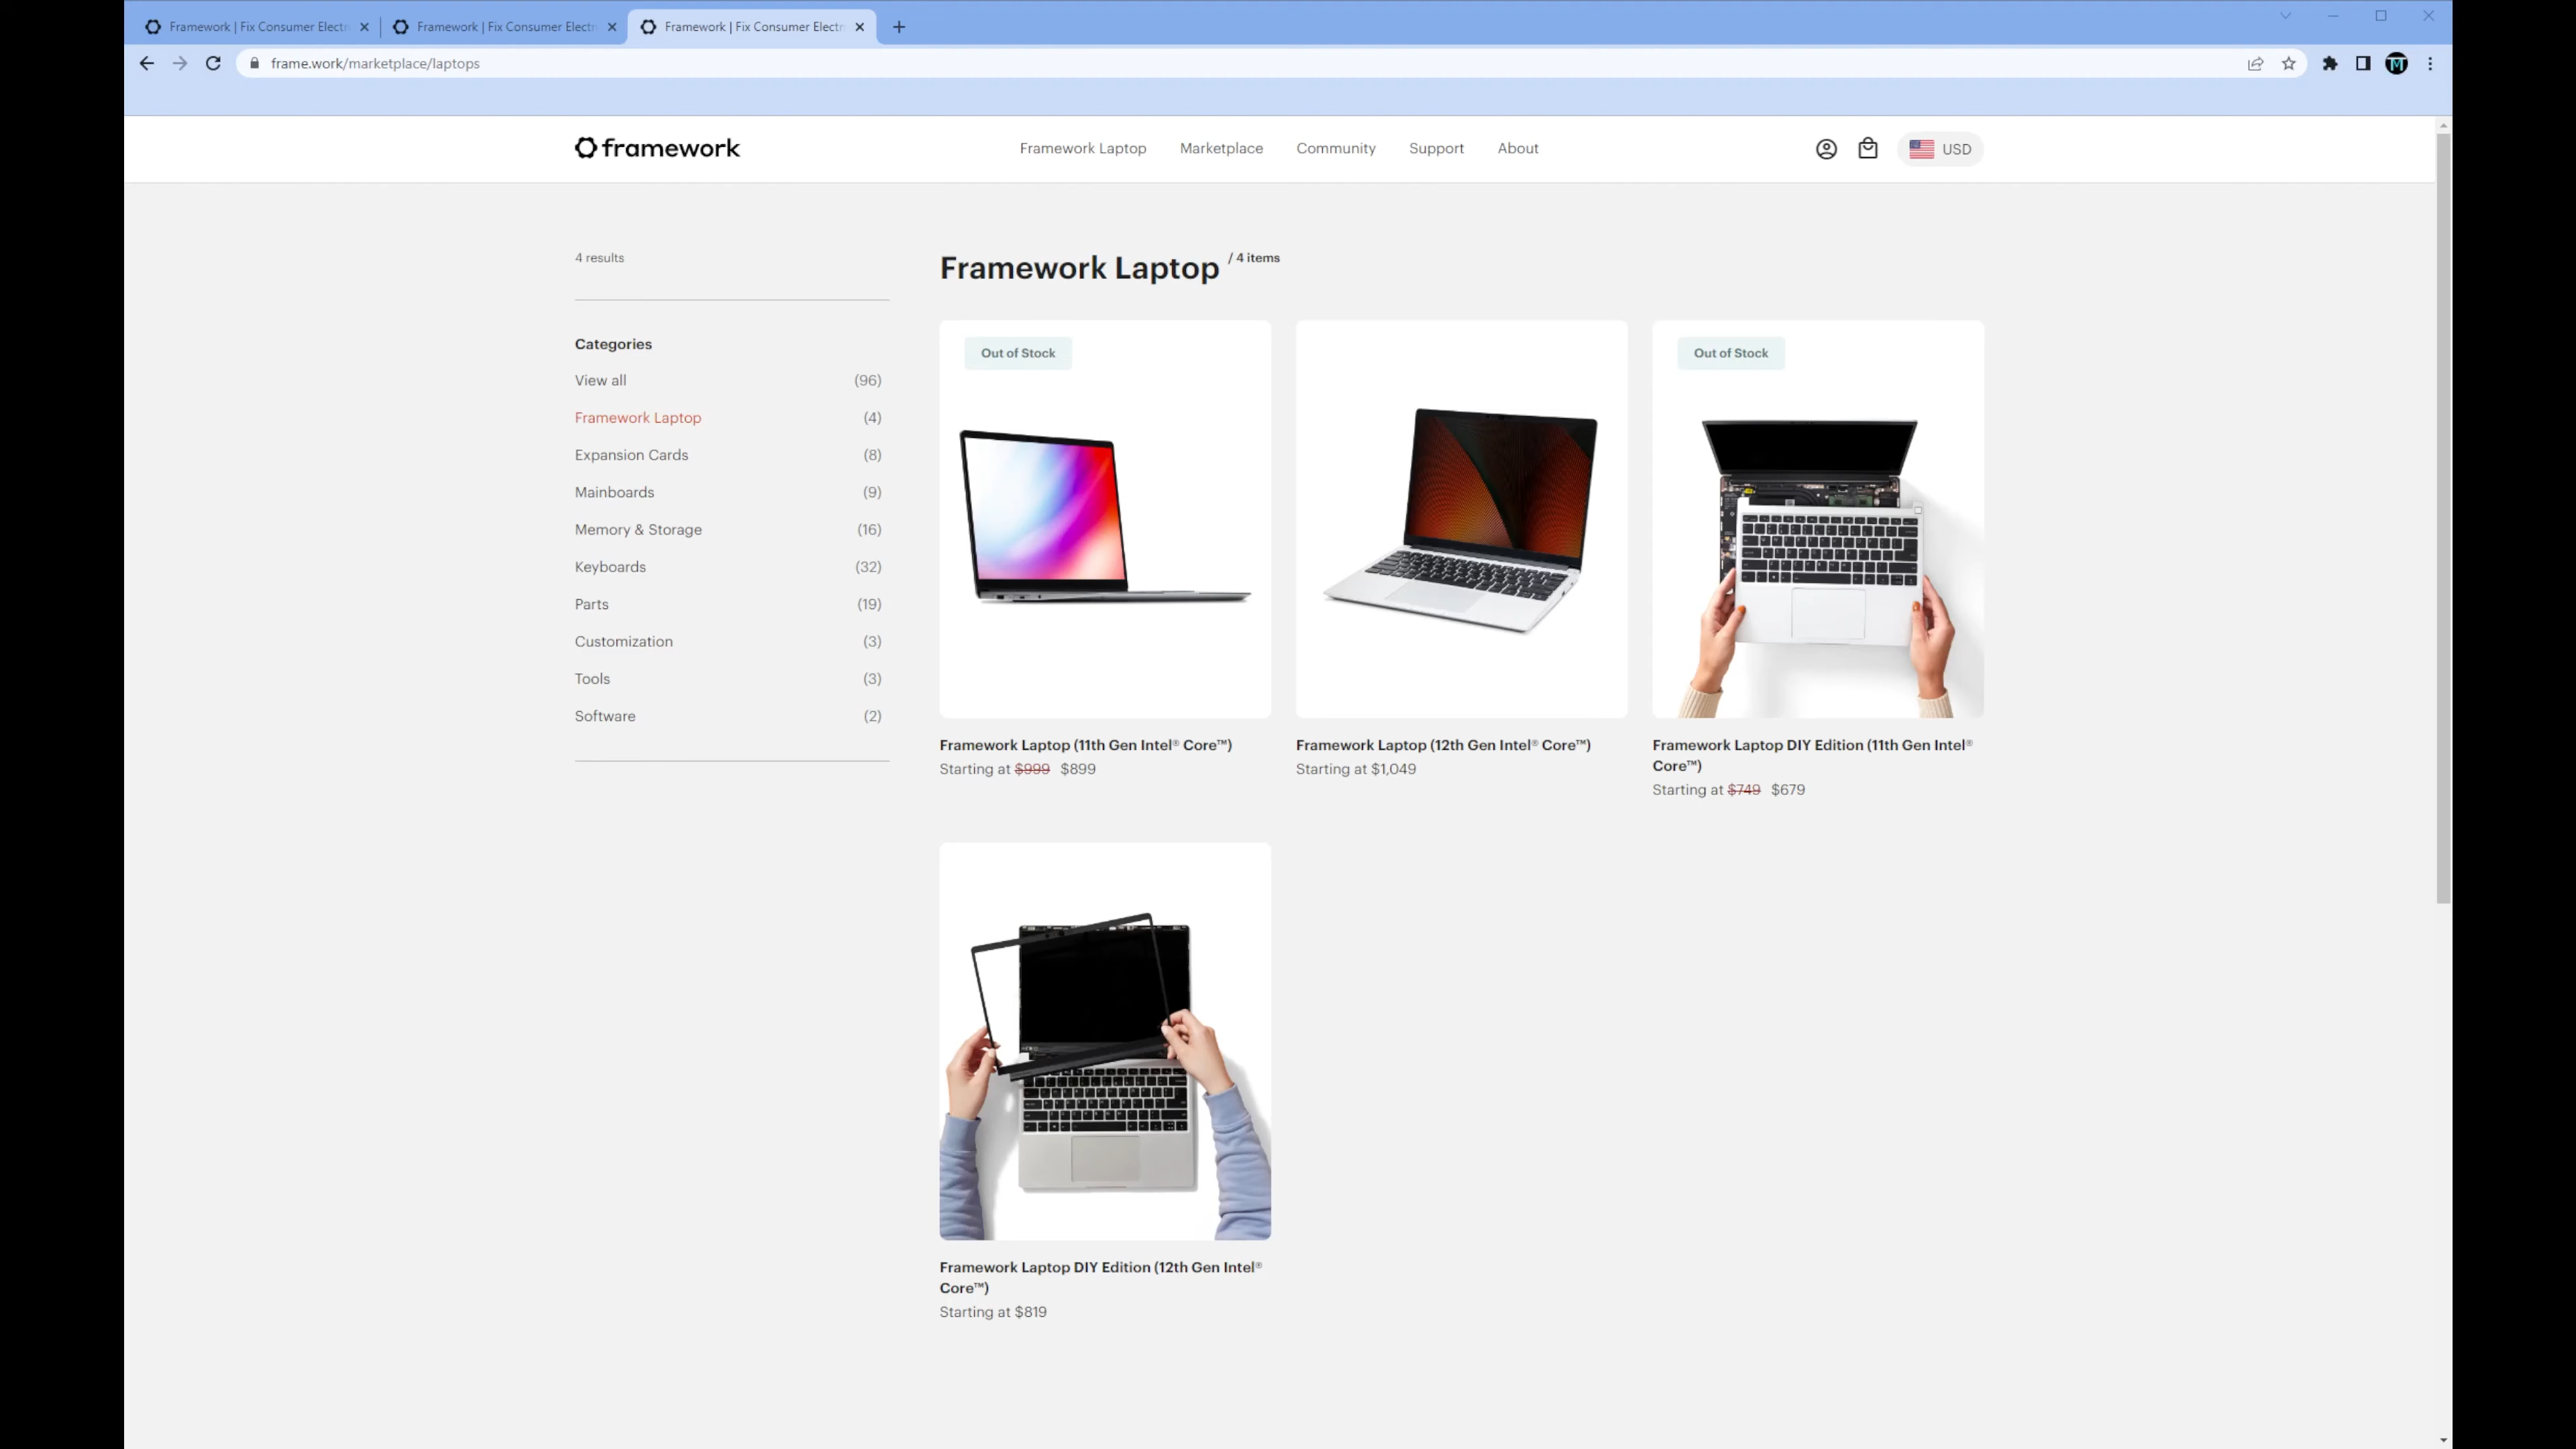 Framework | Fix Consumer Electr
Framework | Fix Consumer Electr
Framework | Fix Consumer Electr
frame.work/marketplace/laptops
framework
Framework Laptop
Marketplace
Community
Support
About
USD
4 results
Categories
View all (96)
Framework Laptop (4)
Expansion Cards (8)
Mainboards (9)
Memory & Storage (16)
Keyboards (32)
Parts (19)
Customization (3)
Tools (3)
Software (2)
Framework Laptop / 4 items
Out of Stock
Framework Laptop (11th Gen Intel® Core™)
Starting at $999 $899
Framework Laptop (12th Gen Intel® Core™)
Starting at $1,049
Out of Stock
Framework Laptop DIY Edition (11th Gen Intel®
Core™)
Starting at $749 $679
Framework Laptop DIY Edition (12th Gen Intel®
Core™)
Starting at $819